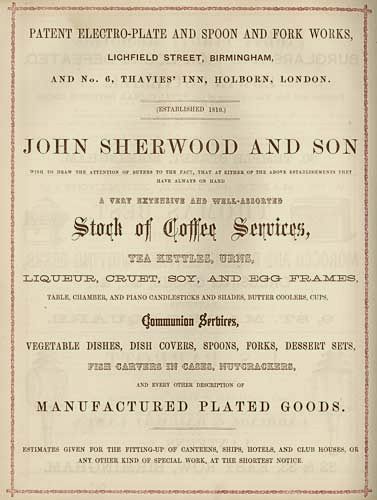 PATENT ELECTRO-PLATE AND SPOON AND FORK WORKS,
LICHFIELD STREET, BIRMINGHAM,
AND No. 6, THAVIES' INN, HOLBORN, LONDON.
(ESTABLISHED 1810.)
JOHN SHERWOOD AND SON
WISH TO DRAW THE ATTENTION OF BUYERS TO THE FACT, THAT AT EITHER OF THE ABOVE ESTABLISHMENTS THEY
HAVE ALWAYS ON HAND
A VERY EXTENSIVE AND WELL-ASSORTED
Stock of Coffee Services,
TEA KETTLES, URNS,
LIQUEUR, CRUET, SOY, AND EGG FRAMES,
TABLE, CHAMBER, AND PIANO CANDLESTICKS AND SHADES, BUTTER COOLERS, CUPS,
Communion Services,
VEGETABLE DISHES, DISH COVERS, SPOONS, FORKS, DESSERT SETS,
FISH CARVERS IN CASES, NUTCRACKERS,
AND EVERY OTHER DESCRIPTION OF
MANUFACTURED PLATED GOODS.
ESTIMATES GIVEN FOR THE FITTING-UP OF CANTEENS, SHIPS, HOTELS, AND CLUB HOUSES, OR
ANY OTHER KIND OF SPECIAL WORK, AT THE SHORTEST NOTICE.